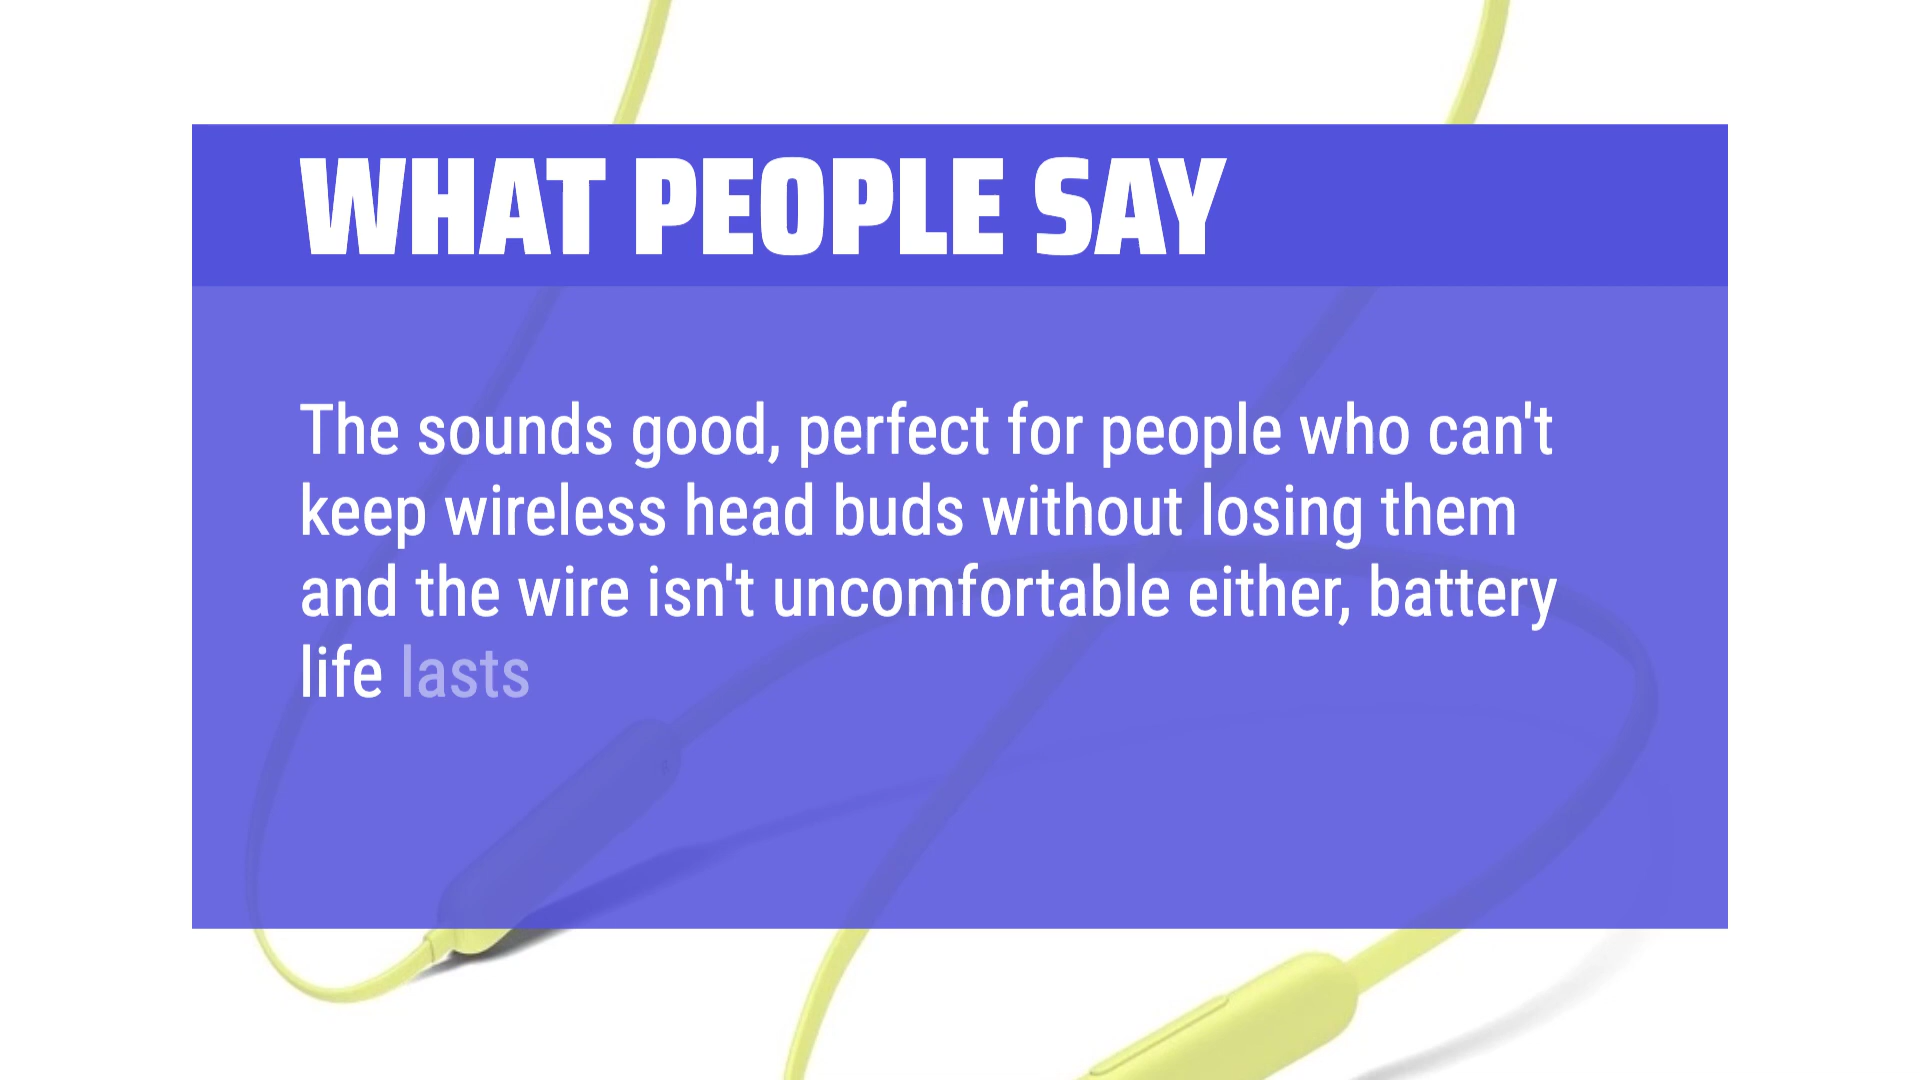 WHAT PEOPLE SAY
The sounds good, perfect for people who can't
keep wireless head buds without losing them
and the wire isn't uncomfortable either, battery
life lasts